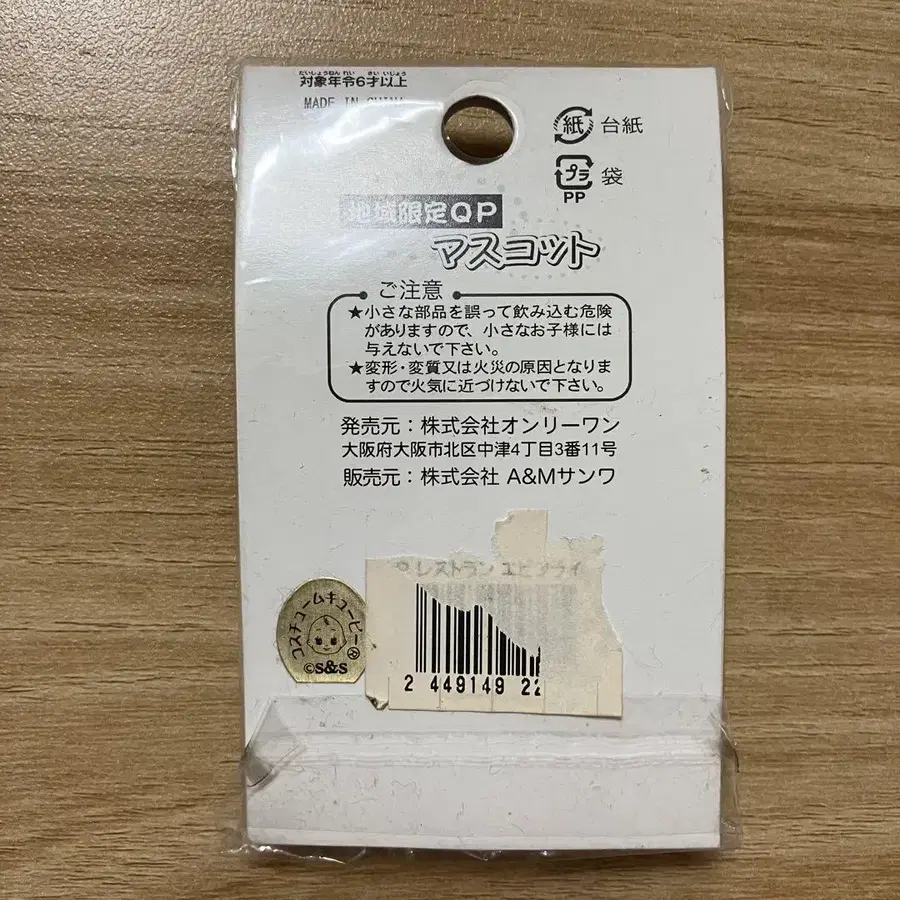 たいしょうねんれい さいいじょう
対象年令6才以上
MADE IN CHINA
紙 台紙
プラ 袋
PP
地域限定QP
マスコット
ご注意
★小さな部品を誤って飲み込む危険
がありますので、小さなお子様には
与えないで下さい。
★変形・変質又は火災の原因となりま
すので火気に近づけないで下さい。
発売元:株式会社オンリーワン
大阪府大阪市北区中津4丁目3番11号
販売元:株式会社 A&Mサンワ
レストラン エビフライ
2 449149 22
コスチュームキューピー®
©S&S